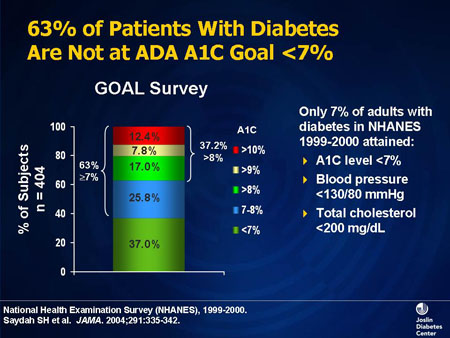 63% of Patients With Diabetes
Are Not at ADA A1C Goal <7%
GOAL Survey
% of Subjects
n = 404
100
80
60
40
20
0
63%
≥7%
12.4%
7.8%
17.0%
25.8%
37.0%
37.2%
>8%
A1C
>10%
>9%
>8%
7-8%
<7%
Only 7% of adults with
diabetes in NHANES
1999-2000 attained:
A1C level <7%
Blood pressure
<130/80 mmHg
Total cholesterol
<200 mg/dL
National Health Examination Survey (NHANES), 1999-2000.
Saydah SH et al. JAMA. 2004;291:335-342.
Joslin
Diabetes
Center